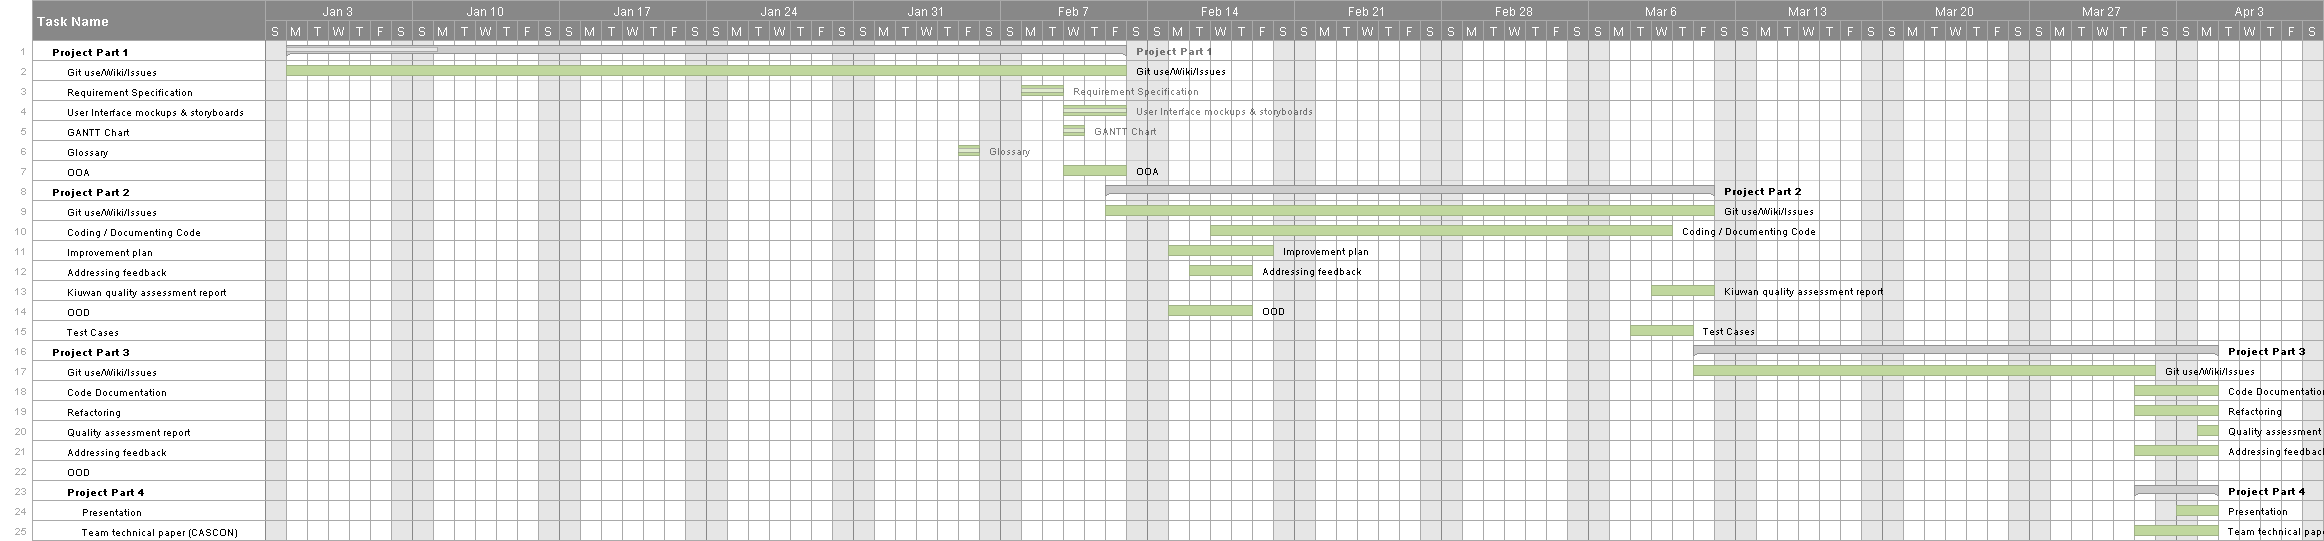 Task Name Jan 3 Jan 10 Jan 17 Jan 24 Jan 31 Feb 7 Feb 14 Feb 21 Feb 28 Mar 6 Mar 13 Mar 20 Mar 27 Apr 3
S M T W T F S S M T W T F S S M T W T F S S M T W T F S S M T W T F S S M T W T F S S M T W T F S S M T W T F S S M T W T F S S M T W T F S S M T W T F S S M T W T F S S M T W T F S S M T W T F S
1 Project Part 1 Project Part 1
2 Git use/Wiki/Issues Git use/Wiki/Issues
3 Requirement Specification Requirement Specification
4 User Interface mockups & storyboards User Interface mockups & storyboards
5 GANTT Chart GANTT Chart
6 Glossary Glossary
7 OOA OOA
8 Project Part 2 Project Part 2
9 Git use/Wiki/Issues Git use/Wiki/Issues
10 Coding / Documenting Code Coding / Documenting Code
11 Improvement plan Improvement plan
12 Addressing feedback Addressing feedback
13 Kiuwan quality assessment report Kiuwan quality assessment report
14 OOD OOD
15 Test Cases Test Cases
16 Project Part 3 Project Part 3
17 Git use/Wiki/Issues Git use/Wiki/Issues
18 Code Documentation Code Documentation
19 Refactoring Refactoring
20 Quality assessment report Quality assessment
21 Addressing feedback Addressing feedback
22 OOD
23 Project Part 4 Project Part 4
24 Presentation Presentation
25 Team technical paper (CASCON) Team technical pape